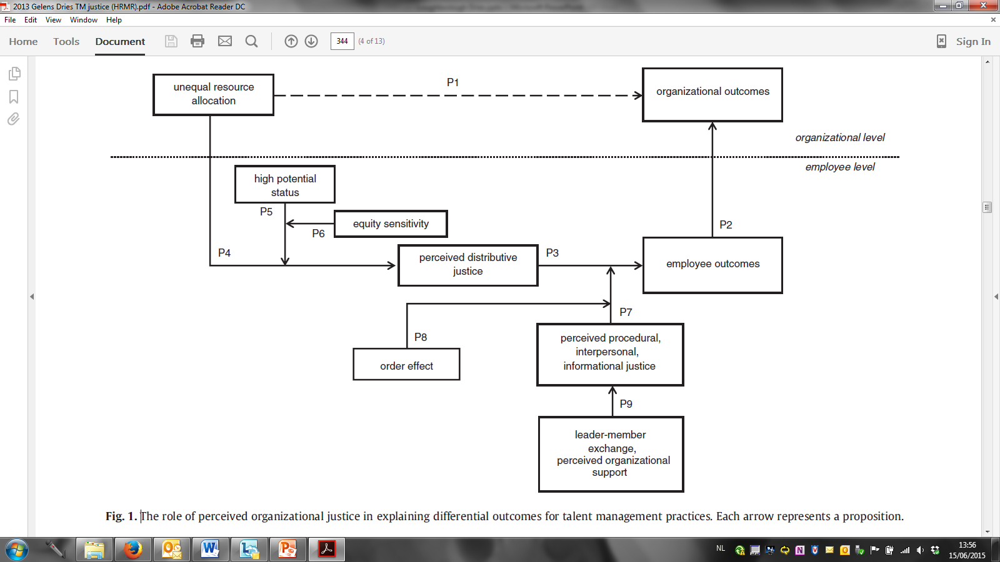 2013 Gelens Dries TM justice (HRMR).pdf - Adobe Acrobat Reader DC
File Edit View Window Help
Home Tools Document 344 (4 of 13) Sign In
unequal resource
allocation
P1
organizational outcomes
organizational level
employee level
high potential
status
P5
equity sensitivity
P6
P2
P4
perceived distributive
justice
P3
employee outcomes
P7
P8
order effect
perceived procedural,
interpersonal,
informational justice
P9
leader-member
exchange,
perceived organizational
support
Fig. 1. The role of perceived organizational justice in explaining differential outcomes for talent management practices. Each arrow represents a proposition.
NL
13:56
15/06/2015